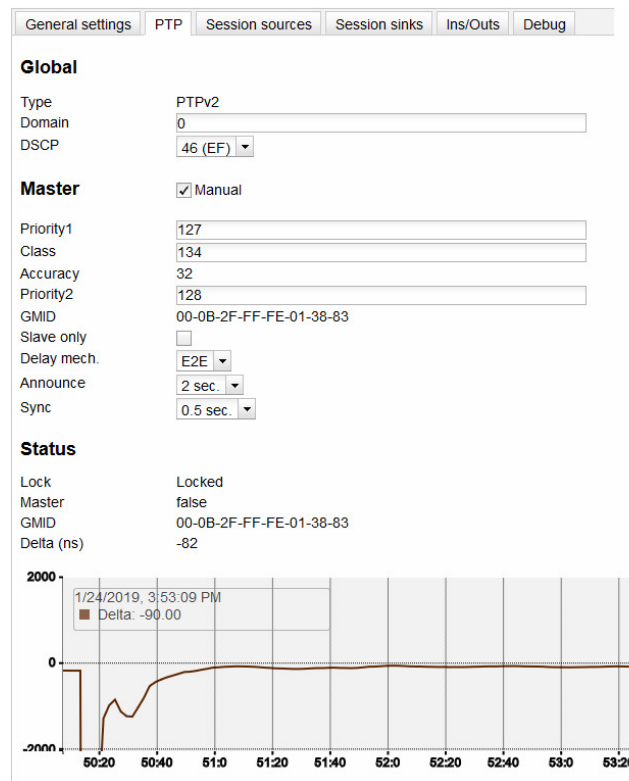 General settings PTP Session sources Session sinks Ins/Outs Debug
Global
Type PTPv2
Domain 0
DSCP 46 (EF)
Master Manual
Priority1 127
Class 134
Accuracy 32
Priority2 128
GMID 00-0B-2F-FF-FE-01-38-83
Slave only
Delay mech. E2E
Announce 2 sec.
Sync 0.5 sec.
Status
Lock Locked
Master false
GMID 00-0B-2F-FF-FE-01-38-83
Delta (ns) -82
2000
1/24/2019, 3:53:09 PM
Delta: -90.00
0
-2000
50:20 50:40 51:0 51:20 51:40 52:0 52:20 52:40 53:0 53:20